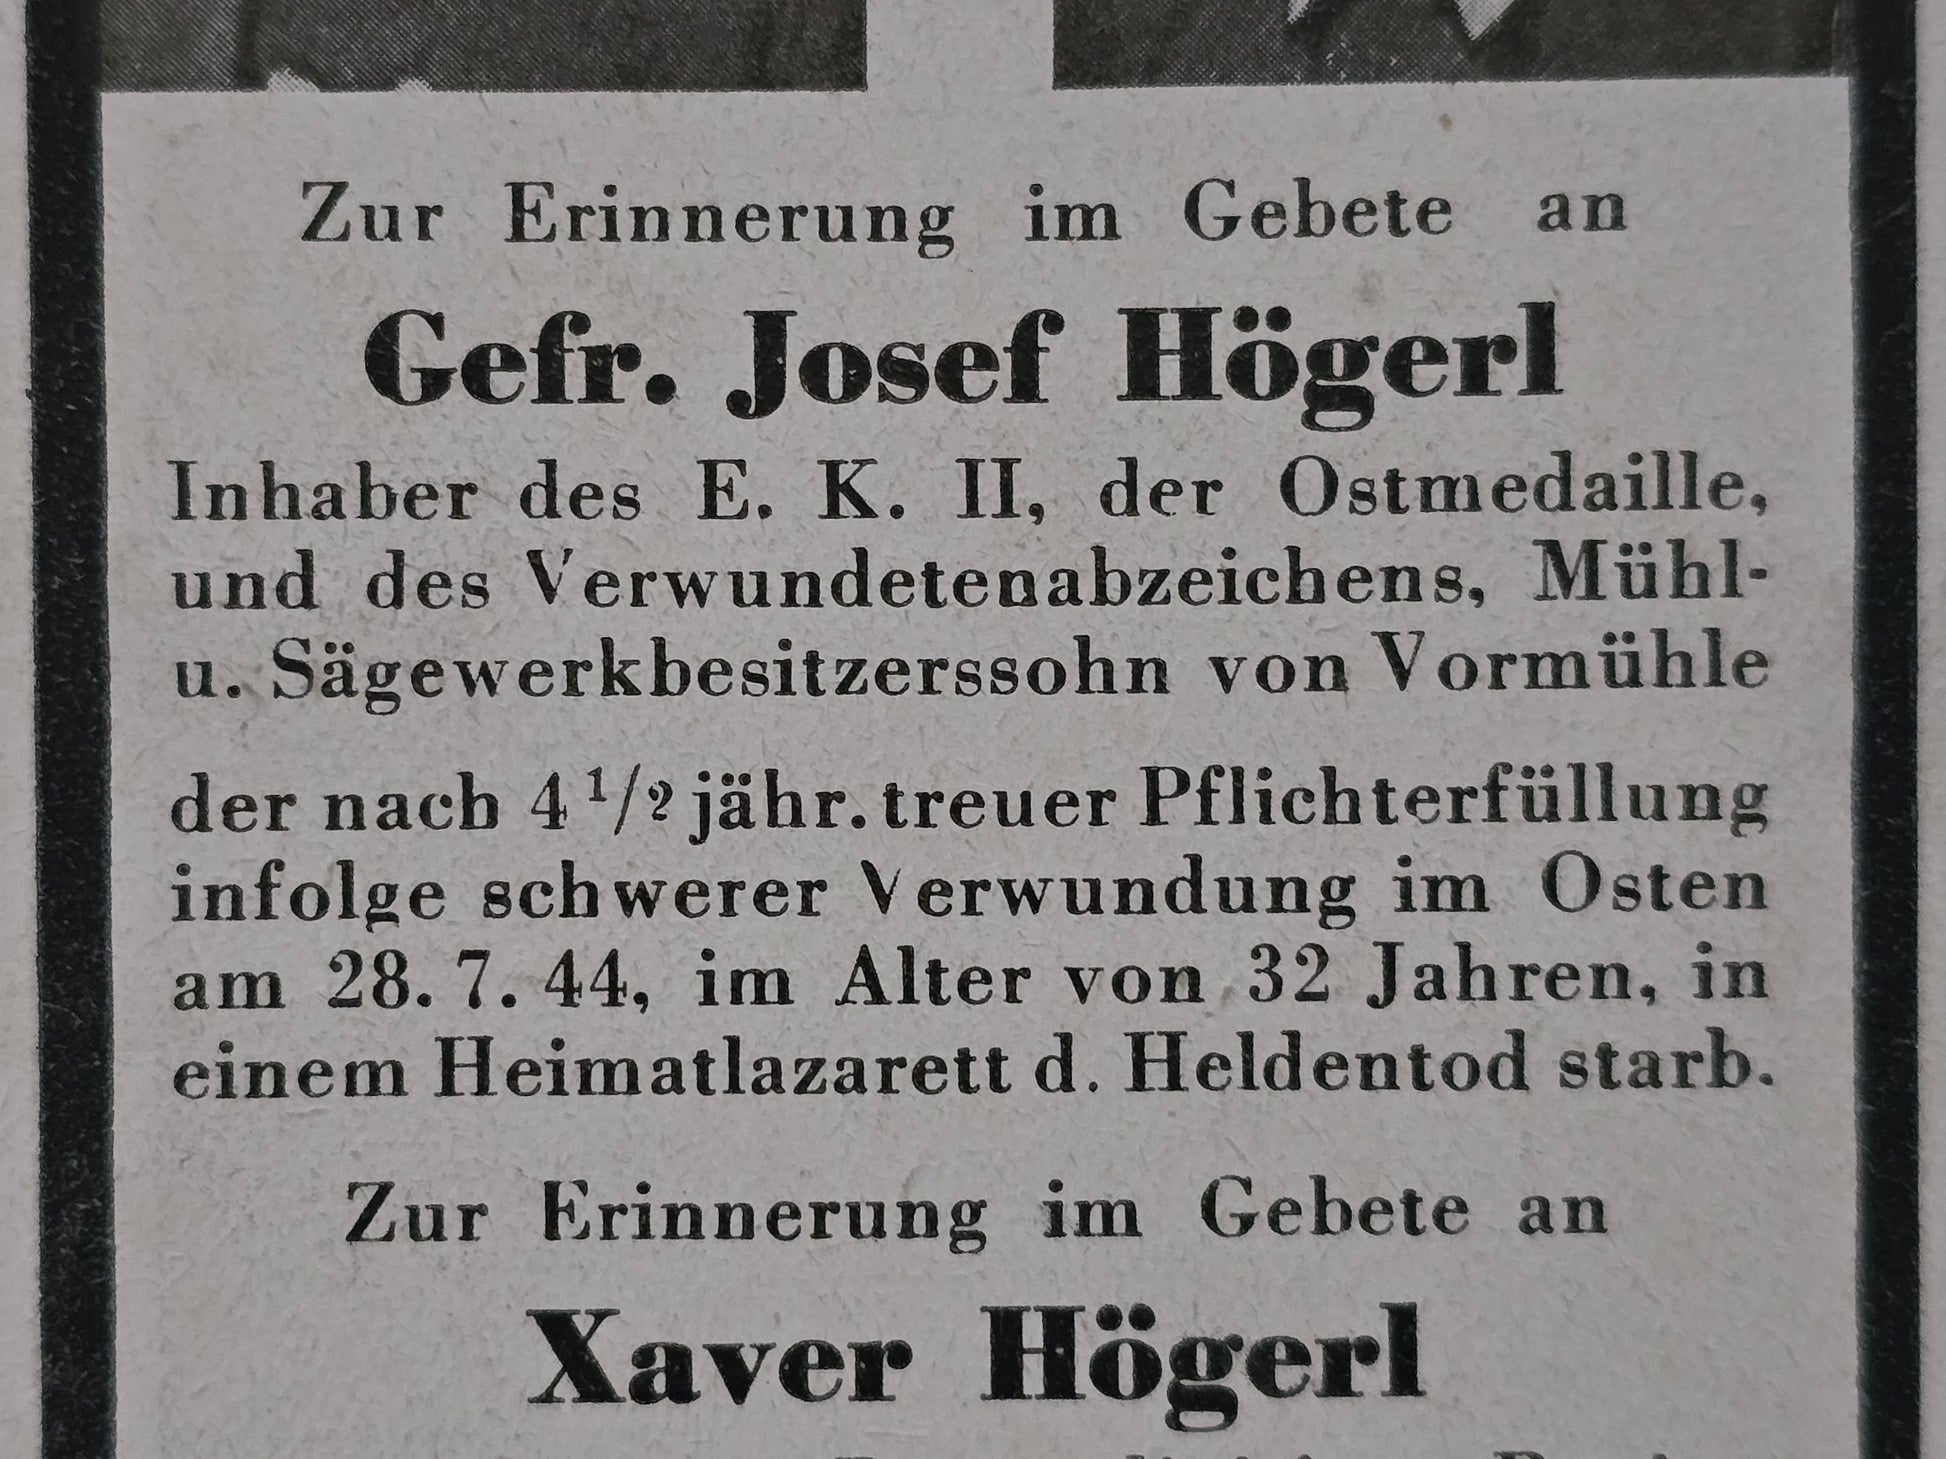 Zur Erinnerung im Gebete an
Gefr. Josef Högerl
Inhaber des E. K. II, der Ostmedaille,
und des Verwundetenabzeichens, Mühl-
u. Sägewerkbesitzerssohn von Vormühle
der nach 4 1/2 jähr. treuer Pflichterfüllung
infolge schwerer Verwundung im Osten
am 28. 7. 44, im Alter von 32 Jahren, in
einem Heimatlazarett d. Heldentod starb.
Zur Erinnerung im Gebete an
Xaver Högerl